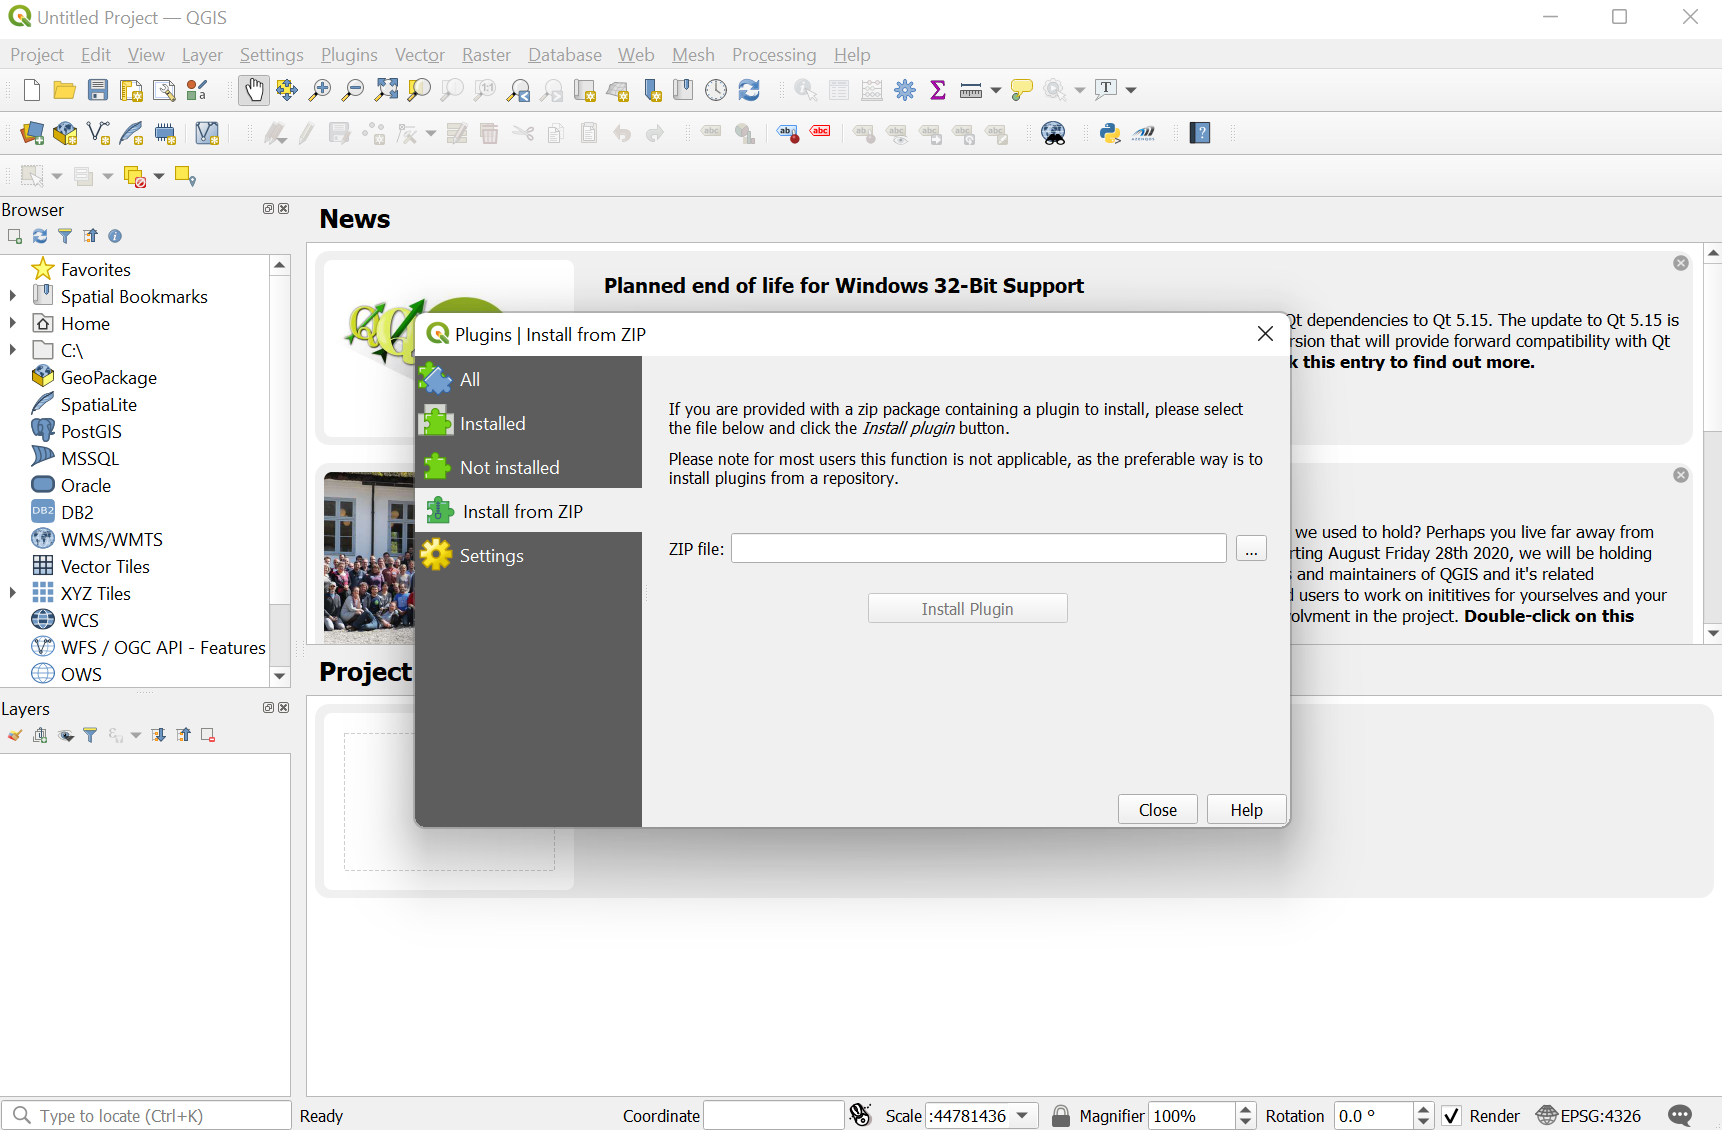 Untitled Project — QGIS
Project Edit View Layer Settings Plugins Vector Raster Database Web Mesh Processing Help
Browser
Favorites
Spatial Bookmarks
Home
C:\
GeoPackage
SpatiaLite
PostGIS
MSSQL
Oracle
DB2
WMS/WMTS
Vector Tiles
XYZ Tiles
WCS
WFS / OGC API - Features
OWS
Layers
News
Planned end of life for Windows 32-Bit Support
Qt dependencies to Qt 5.15. The update to Qt 5.15 is
rsion that will provide forward compatibility with Qt
k this entry to find out more.
we used to hold? Perhaps you live far away from
rting August Friday 28th 2020, we will be holding
and maintainers of QGIS and it's related
users to work on inititives for yourselves and your
olvment in the project. Double-click on this
Project
Plugins | Install from ZIP
All
Installed
Not installed
Install from ZIP
Settings
If you are provided with a zip package containing a plugin to install, please select
the file below and click the Install plugin button.
Please note for most users this function is not applicable, as the preferable way is to
install plugins from a repository.
ZIP file:
...
Install Plugin
Close
Help
Type to locate (Ctrl+K)
Ready
Coordinate
Scale :44781436
Magnifier 100%
Rotation 0.0 °
Render
EPSG:4326